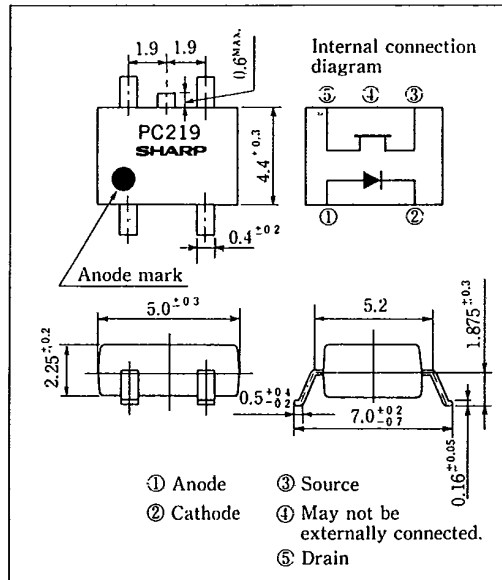 1.9 1.9
0.6MAX.
Internal connection
diagram
⑤ ④ ③
PC219
SHARP
4.4±0.3
① ②
0.4±0.2
Anode mark
5.0±0.3
5.2
2.25±0.2
1.875±0.3
0.5+0.4-0.2
7.0+0.2-0.7
0.16±0.05
① Anode ③ Source
② Cathode ④ May not be
externally connected.
⑤ Drain